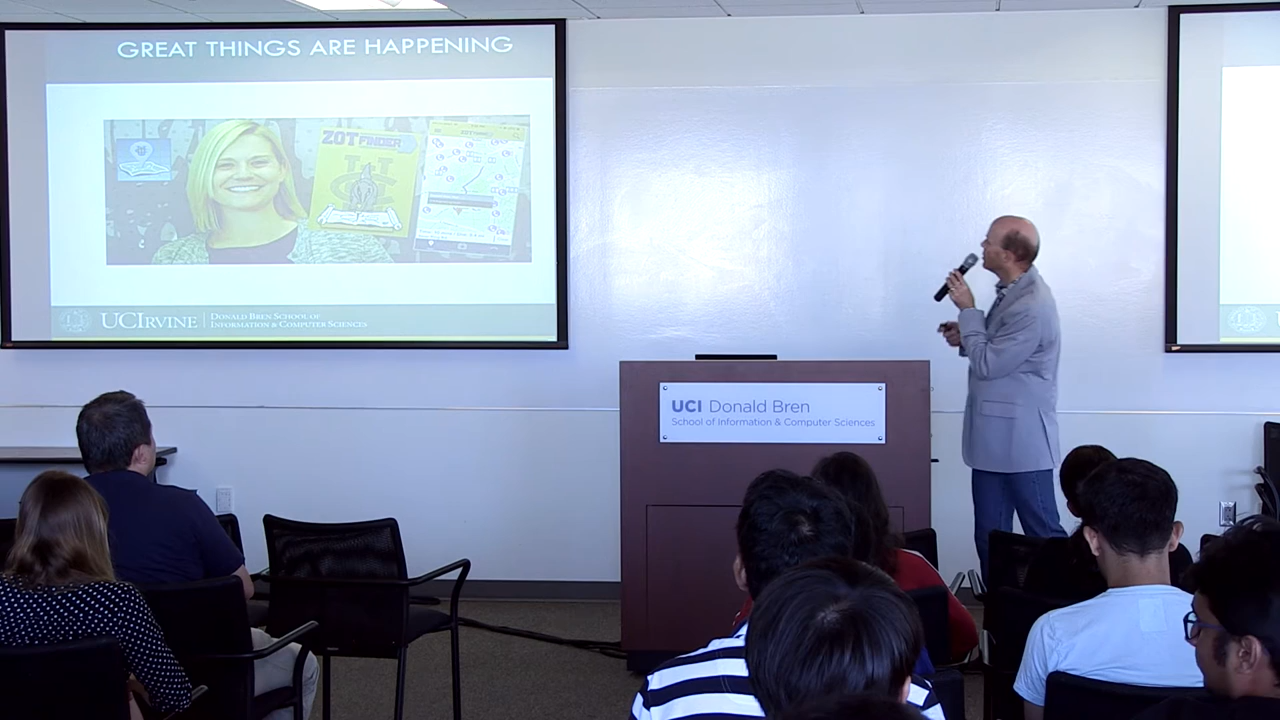 GREAT THINGS ARE HAPPENING
ZOT FINDER
UCIRVINE
DONALD BREN SCHOOL OF
INFORMATION & COMPUTER SCIENCES
UCI Donald Bren
School of Information & Computer Sciences